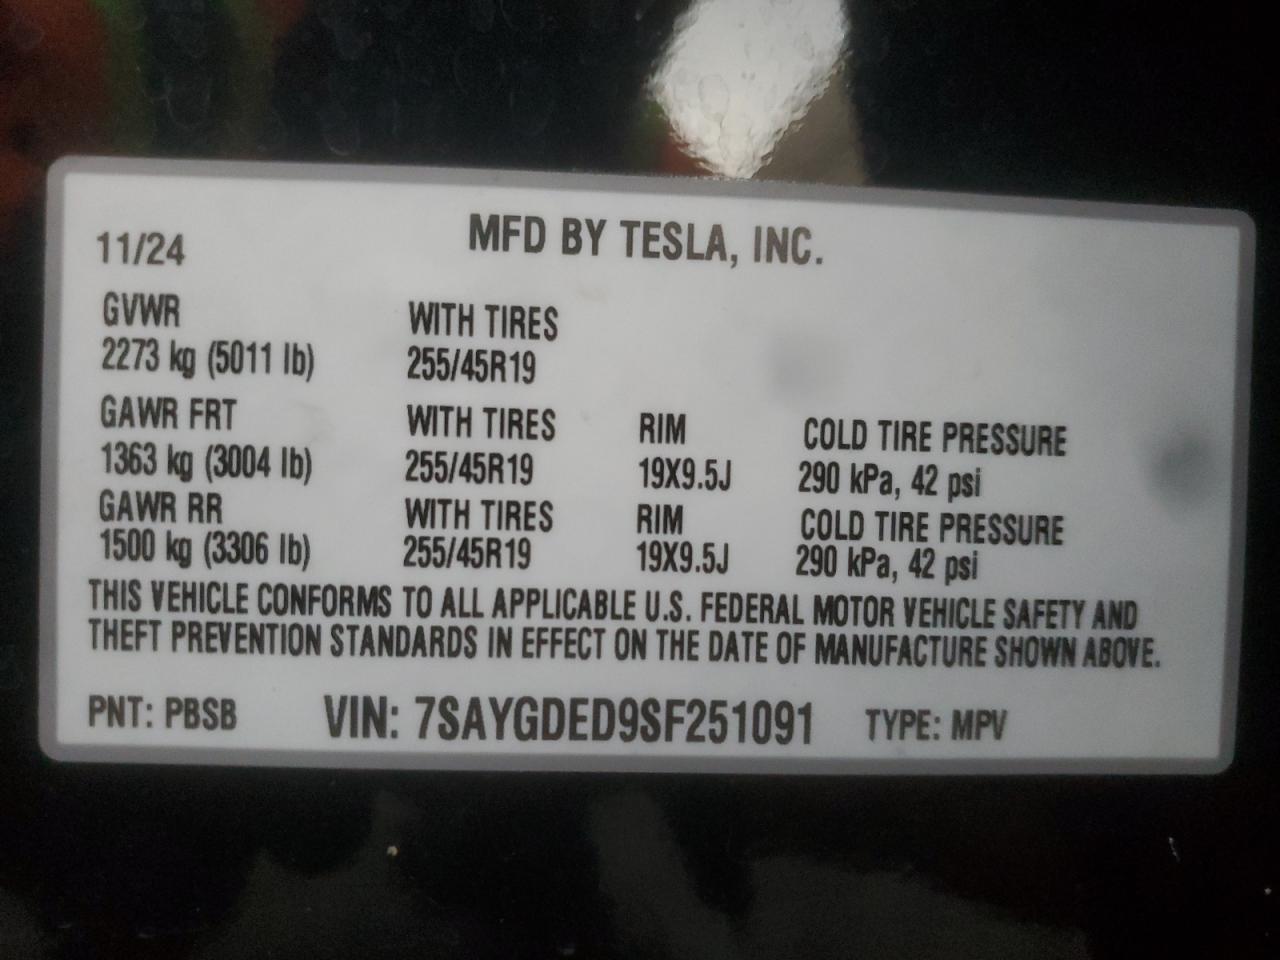 MFD BY TESLA, INC.
11/24
GVWR WITH TIRES
2273 kg (5011 lb) 255/45R19
GAWR FRT WITH TIRES RIM COLD TIRE PRESSURE
1363 kg (3004 lb) 255/45R19 19X9.5J 290 kPa, 42 psi
GAWR RR WITH TIRES RIM COLD TIRE PRESSURE
1500 kg (3306 lb) 255/45R19 19X9.5J 290 kPa, 42 psi
THIS VEHICLE CONFORMS TO ALL APPLICABLE U.S. FEDERAL MOTOR VEHICLE SAFETY AND
THEFT PREVENTION STANDARDS IN EFFECT ON THE DATE OF MANUFACTURE SHOWN ABOVE.
PNT: PBSB VIN: 7SAYGDED9SF251091 TYPE: MPV